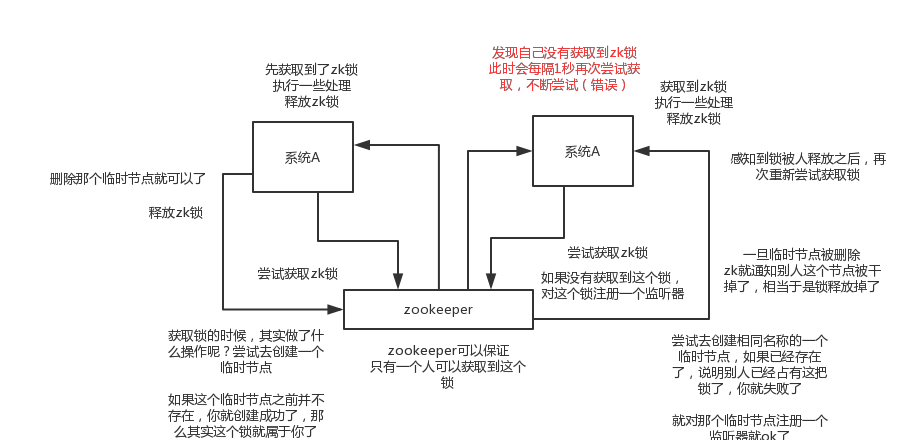 先获取到了zk锁
执行一些处理
释放zk锁
发现自己没有获取到zk锁
此时会每隔1秒再次尝试获
取，不断尝试（错误）
获取到zk锁
执行一些处理
释放zk锁
系统A
系统A
感知到锁被人释放之后，再
次重新尝试获取锁
删除那个临时节点就可以了
释放zk锁
尝试获取zk锁
尝试获取zk锁
如果没有获取到这个锁，
对这个锁注册一个监听器
一旦临时节点被删除
zk就通知别人这个节点被干
掉了，相当于是锁释放掉了
zookeeper
获取锁的时候，其实做了什
么操作呢？尝试去创建一个
临时节点
如果这个临时节点之前并不
存在，你就创建成功了，那
么其实这个锁就属于你了
zookeeper可以保证
只有一个人可以获取到这个
锁
尝试去创建相同名称的一个
临时节点，如果已经存在
了，说明别人已经占有这把
锁了，你就失败了
就对那个临时节点注册一个
监听器就ok了